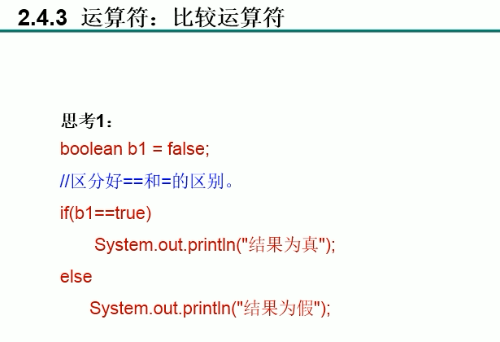 2.4.3 运算符：比较运算符
思考1：
boolean b1 = false;
//区分好==和=的区别。
if(b1==true)
System.out.println("结果为真");
else
System.out.println("结果为假");